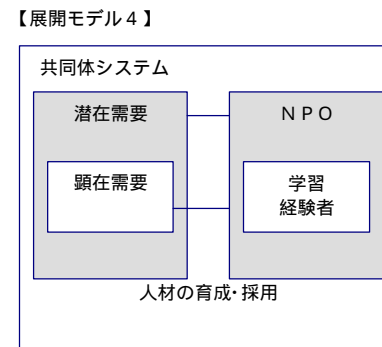 【展開モデル４】
共同体システム
潜在需要
ＮＰＯ
顕在需要
学習
経験者
人材の育成・採用